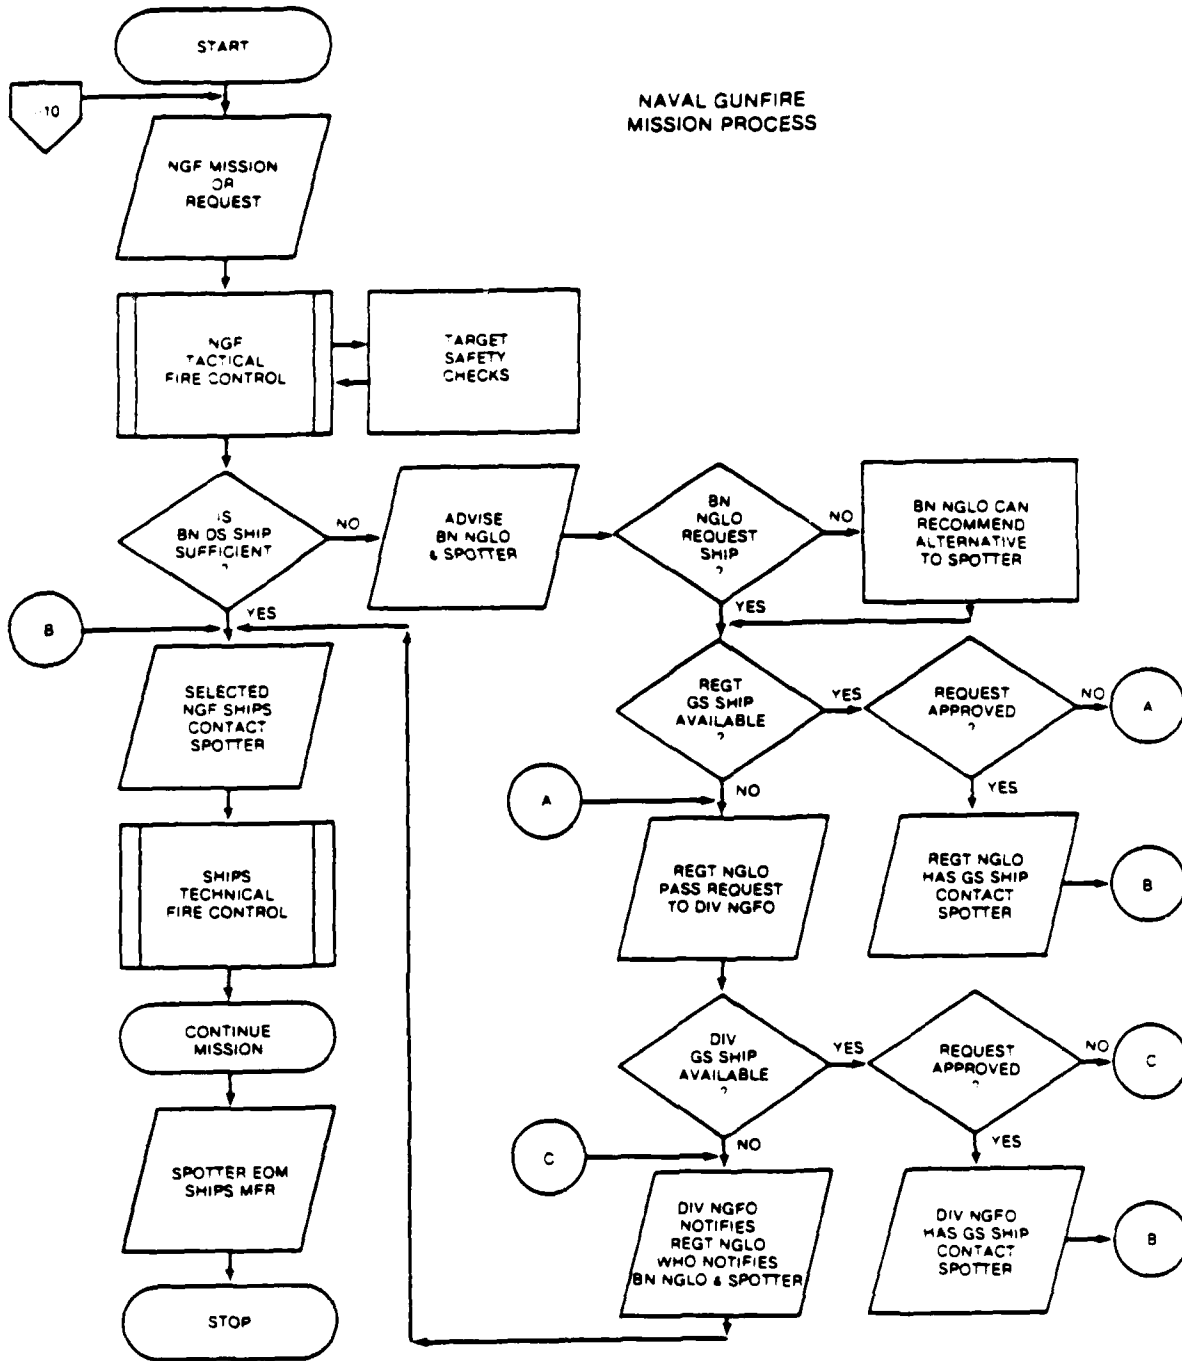 START
10
NAVAL GUNFIRE
MISSION PROCESS
NGF MISSION
OR
REQUEST
NGF
TACTICAL
FIRE CONTROL
TARGET
SAFETY
CHECKS
IS
BN DS SHIP
SUFFICIENT
?
NO
YES
ADVISE
BN NGLO
& SPOTTER
BN
NGLO
REQUEST
SHIP
?
NO
YES
BN NGLO CAN
RECOMMEND
ALTERNATIVE
TO SPOTTER
B
SELECTED
NGF SHIPS
CONTACT
SPOTTER
REGT
GS SHIP
AVAILABLE
?
YES
NO
REQUEST
APPROVED
?
NO
YES
A
A
SHIPS
TECHNICAL
FIRE CONTROL
REGT NGLO
PASS REQUEST
TO DIV NGFO
REGT NGLO
HAS GS SHIP
CONTACT
SPOTTER
B
CONTINUE
MISSION
DIV
GS SHIP
AVAILABLE
?
YES
NO
REQUEST
APPROVED
?
NO
YES
C
C
SPOTTER EOM
SHIPS MFR
DIV NGFO
NOTIFIES
REGT NGLO
WHO NOTIFIES
BN NGLO & SPOTTER
DIV NGFO
HAS GS SHIP
CONTACT
SPOTTER
B
STOP